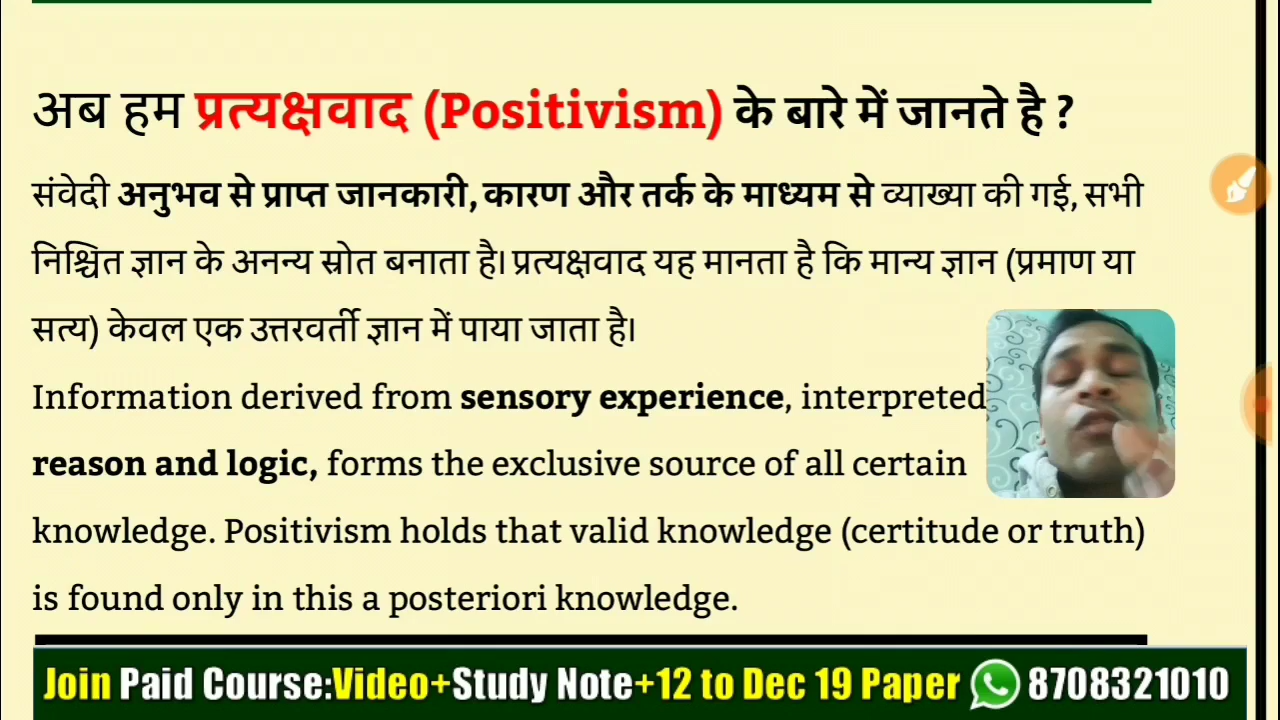 अब हम प्रत्यक्षवाद (Positivism) के बारे में जानते है ?
संवेदी अनुभव से प्राप्त जानकारी, कारण और तर्क के माध्यम से व्याख्या की गई, सभी
निश्चित ज्ञान के अनन्य स्रोत बनाता है। प्रत्यक्षवाद यह मानता है कि मान्य ज्ञान (प्रमाण या
सत्य) केवल एक उत्तरवर्ती ज्ञान में पाया जाता है।
Information derived from sensory experience, interpreted
reason and logic, forms the exclusive source of all certain
knowledge. Positivism holds that valid knowledge (certitude or truth)
is found only in this a posteriori knowledge.
Join Paid Course:Video+Study Note+12 to Dec 19 Paper 8708321010